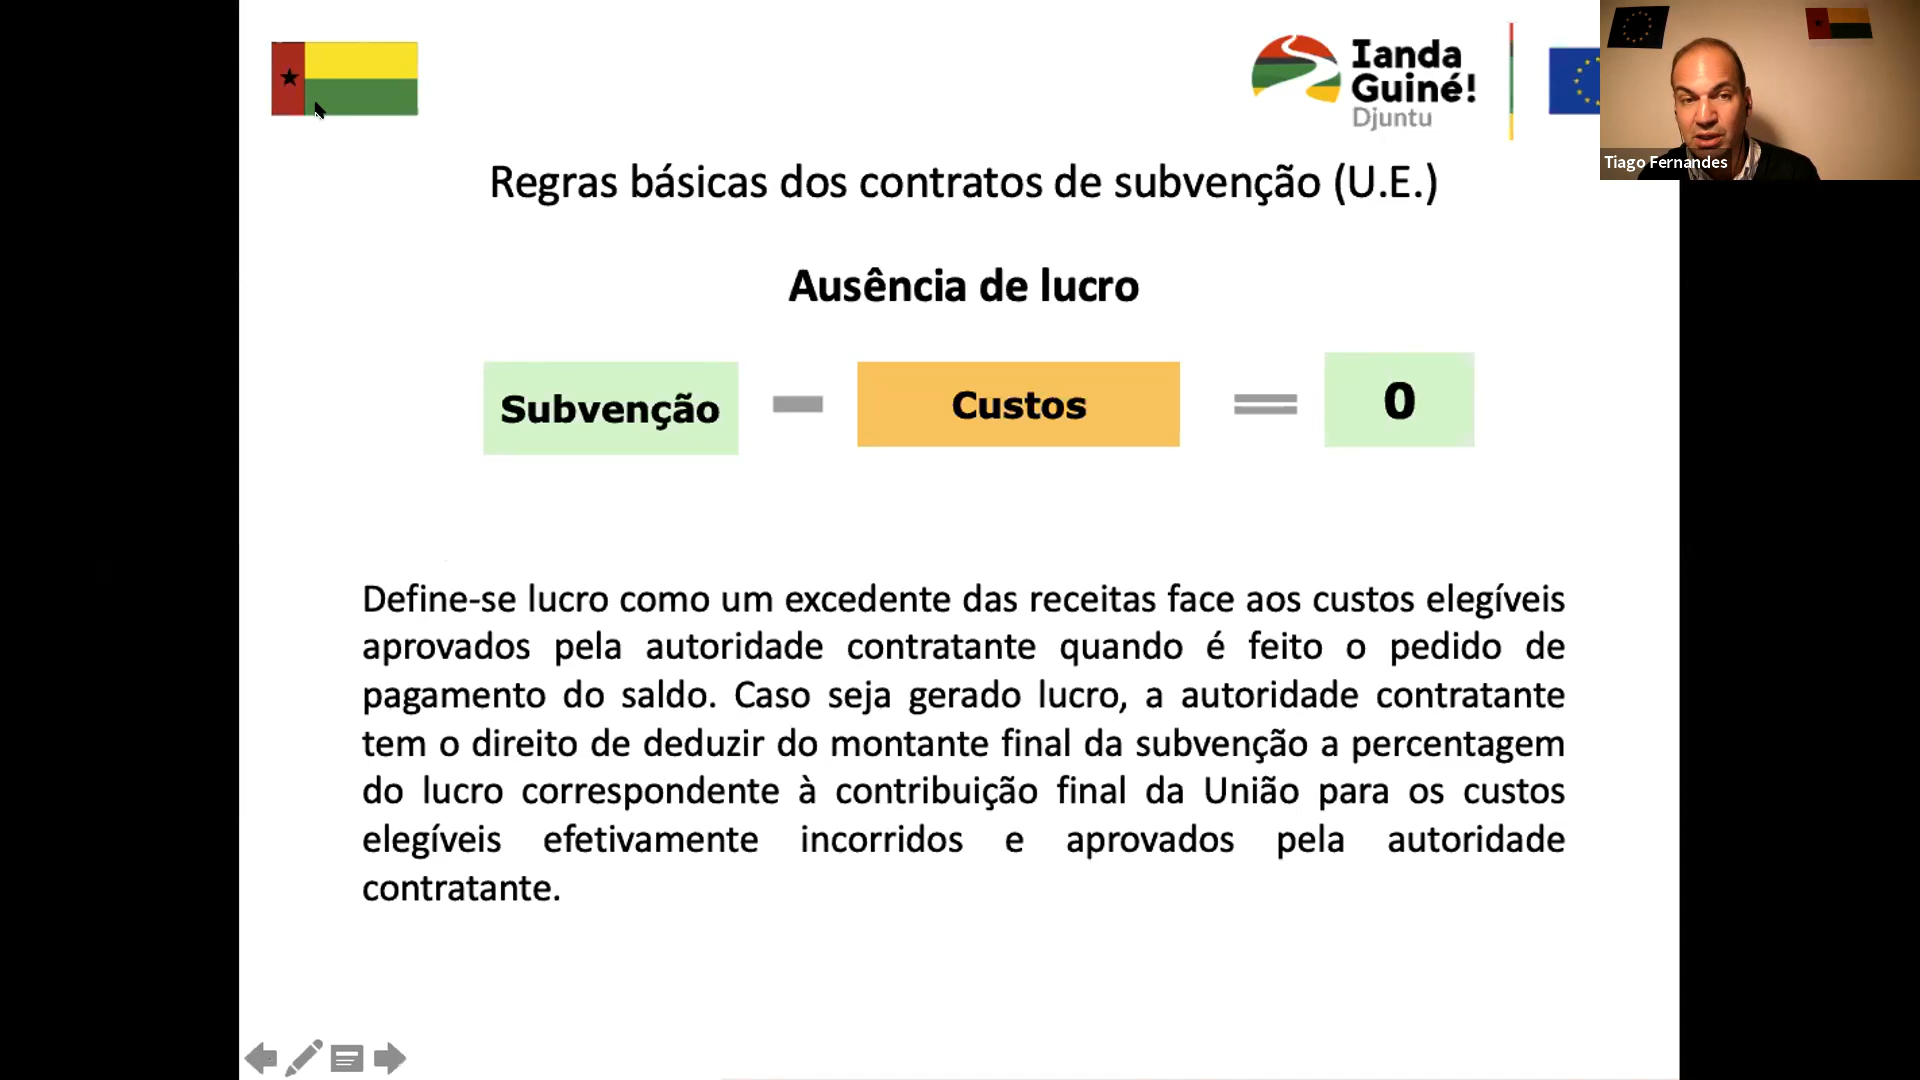 Ianda
Guiné!
Djuntu
Tiago Fernandes
Regras básicas dos contratos de subvenção (U.E.)
Ausência de lucro
Subvenção − Custos = 0
Define-se lucro como um excedente das receitas face aos custos elegíveis
aprovados pela autoridade contratante quando é feito o pedido de
pagamento do saldo. Caso seja gerado lucro, a autoridade contratante
tem o direito de deduzir do montante final da subvenção a percentagem
do lucro correspondente à contribuição final da União para os custos
elegíveis efetivamente incorridos e aprovados pela autoridade
contratante.